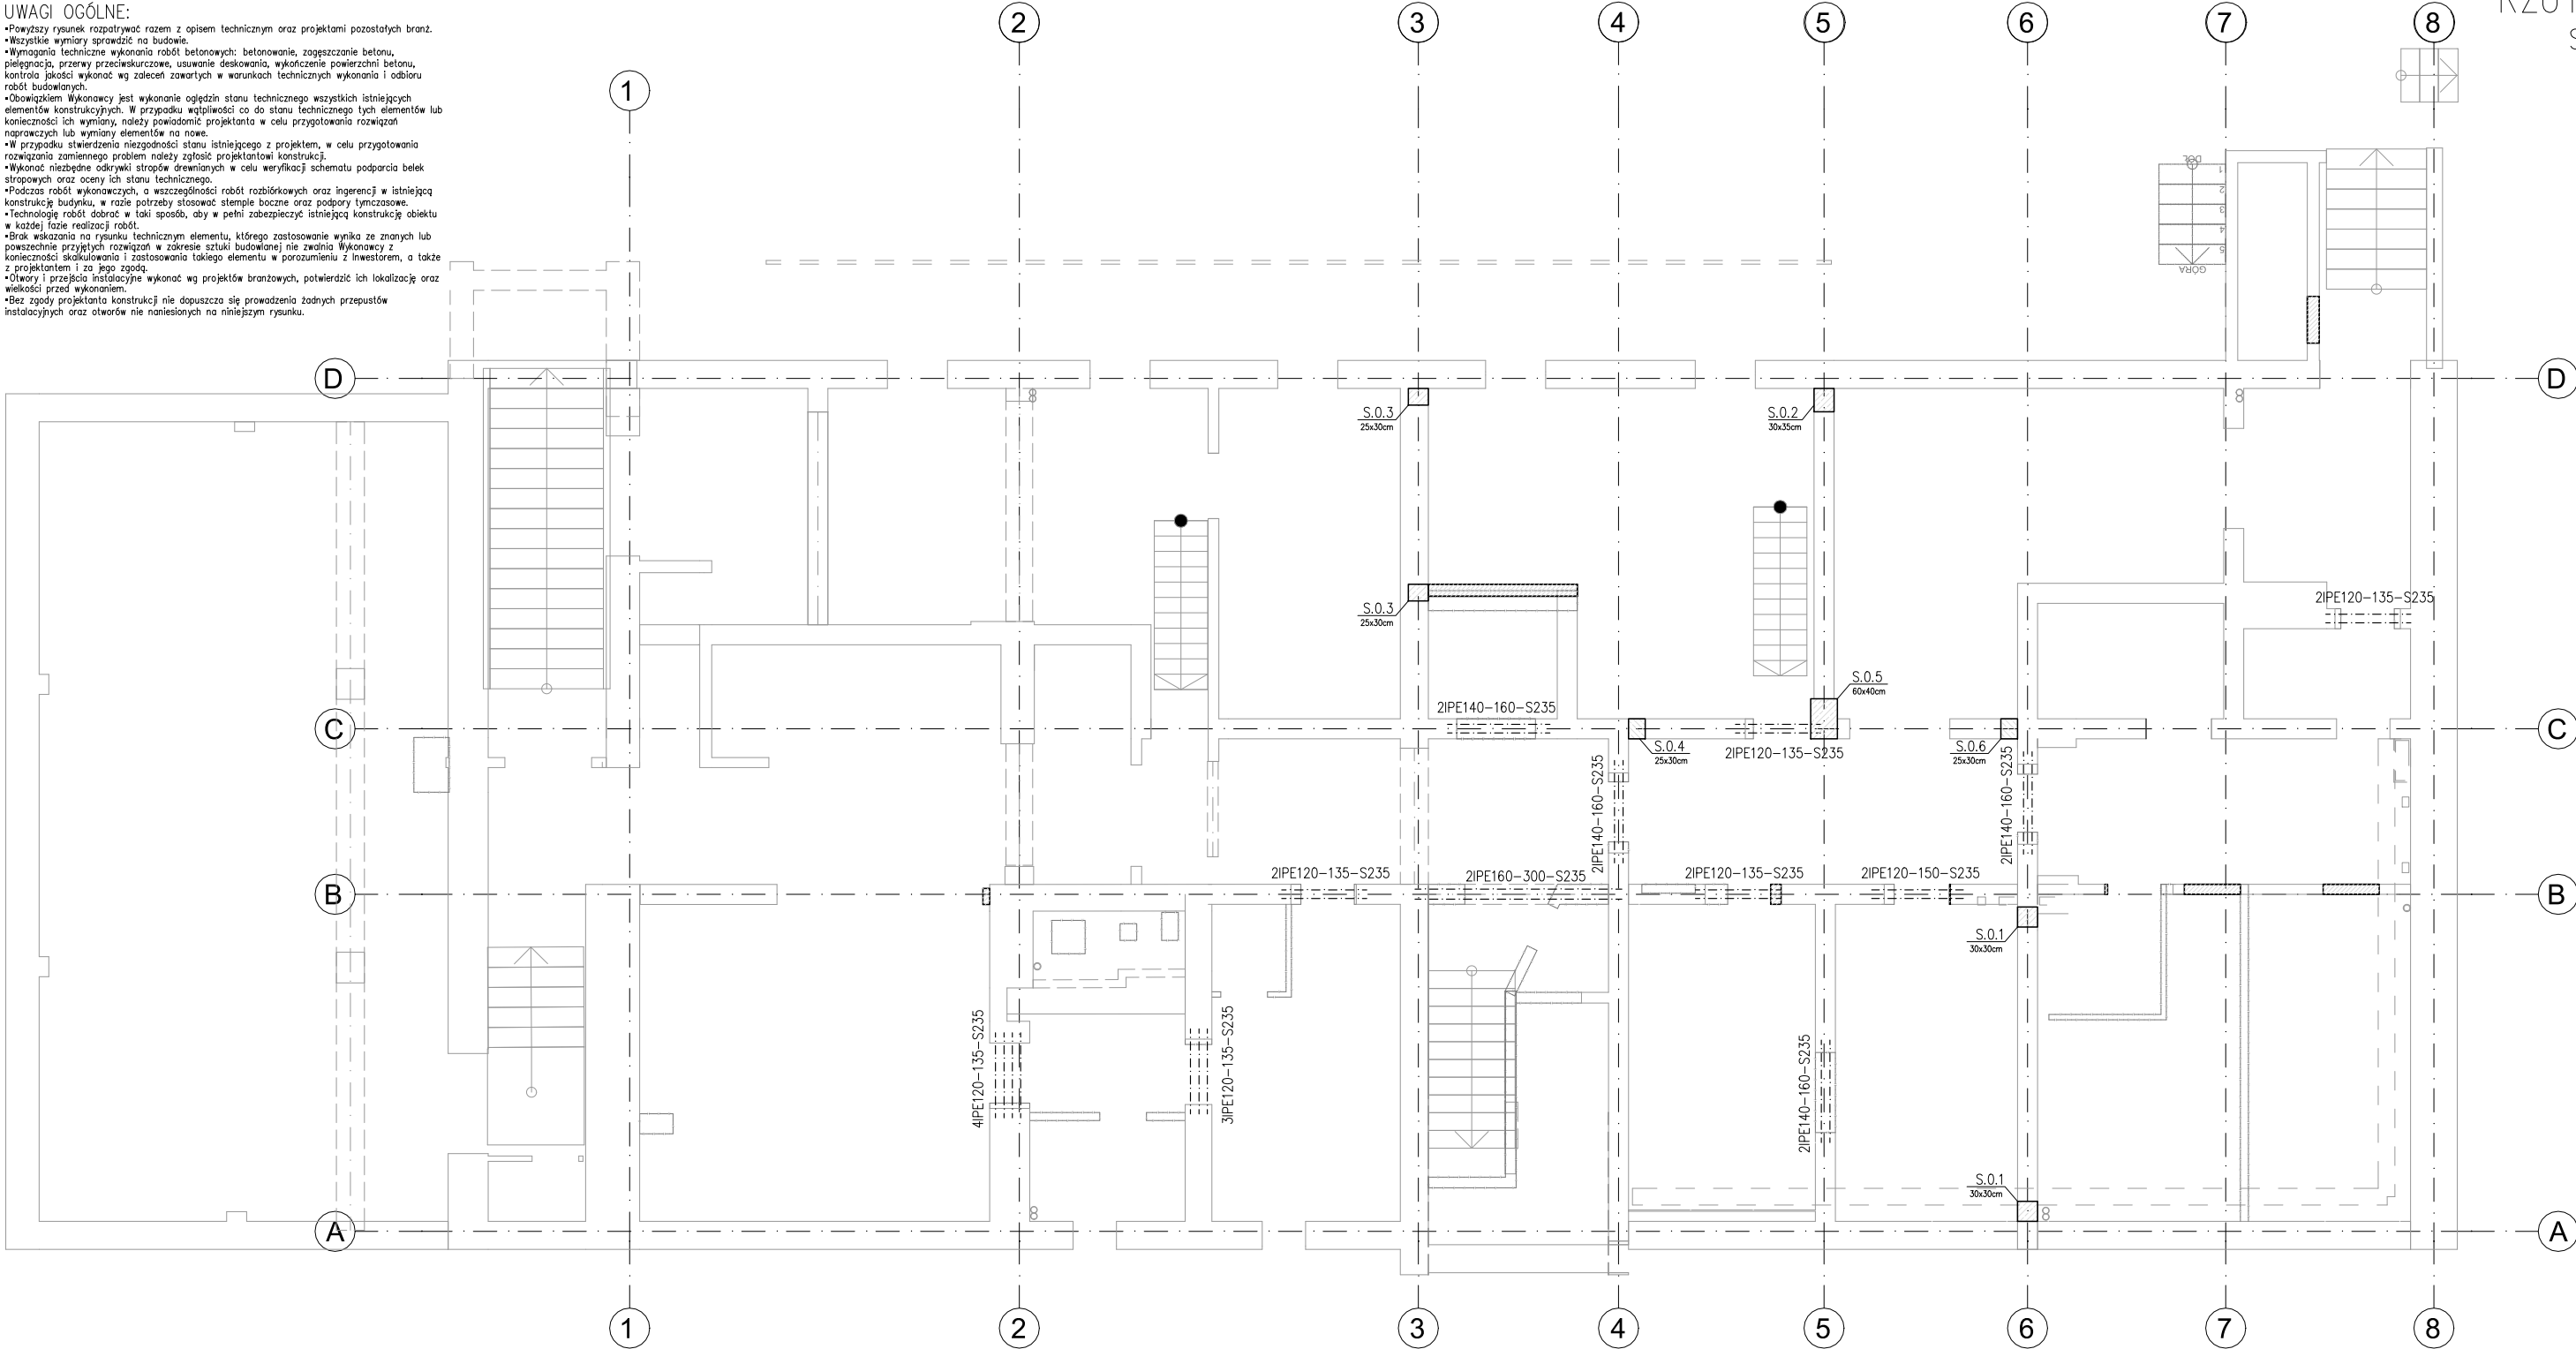 UWAGI OGÓLNE:
•Powyższy rysunek rozpatrywać razem z opisem technicznym oraz projektami pozostałych branż.
•Wszystkie wymiary sprawdzić na budowie.
•Wymagania techniczne wykonania robót betonowych: betonowanie, zagęszczanie betonu,
pielęgnacja, przerwy przeciwskurczowe, usuwanie deskowania, wykończenie powierzchni betonu,
kontrola jakości wykonać wg zaleceń zawartych w warunkach technicznych wykonania i odbioru
robót budowlanych.
•Obowiązkiem Wykonawcy jest wykonanie oględzin stanu technicznego wszystkich istniejących
elementów konstrukcyjnych. W przypadku wątpliwości co do stanu technicznego tych elementów lub
konieczności ich wymiany, należy powiadomić projektanta w celu przygotowania rozwiązań
naprawczych lub wymiany elementów na nowe.
•W przypadku stwierdzenia niezgodności stanu istniejącego z projektem, w celu przygotowania
rozwiązania zamiennego problem należy zgłosić projektantowi konstrukcji.
•Wykonać niezbędne odkrywki stropów drewnianych w celu weryfikacji schematu podparcia belek
stropowych oraz oceny ich stanu technicznego.
•Podczas robót wykonawczych, a wszczególności robót rozbiórkowych oraz ingerencji w istniejącą
konstrukcję budynku, w razie potrzeby stosować stemple boczne oraz podpory tymczasowe.
•Technologię robót dobrać w taki sposób, aby w pełni zabezpieczyć istniejącą konstrukcję obiektu
w każdej fazie realizacji robót.
•Brak wskazania na rysunku technicznym elementu, którego zastosowanie wynika ze znanych lub
powszechnie przyjętych rozwiązań w zakresie sztuki budowlanej nie zwalnia Wykonawcy z
konieczności skalkulowania i zastosowania takiego elementu w porozumieniu z Inwestorem, a także
z projektantem i za jego zgodą.
•Otwory i przejścia instalacyjne wykonać wg projektów branżowych, potwierdzić ich lokalizację oraz
wielkości przed wykonaniem.
•Bez zgody projektanta konstrukcji nie dopuszcza się prowadzenia żadnych przepustów
instalacyjnych oraz otworów nie naniesionych na niniejszym rysunku.
2
3
4
5
6
7
8
1
DÓŁ
1
2
3
4
5
GÓRA
D
D
S.0.3
25x30cm
S.0.2
30x35cm
S.0.3
25x30cm
2IPE120-135-S235
S.0.5
60x40cm
2IPE140-160-S235
C
C
S.0.4
25x30cm
2IPE120-135-S235
S.0.6
25x30cm
2IPE140-160-S235
2IPE140-160-S235
2IPE120-135-S235
2IPE160-300-S235
2IPE120-135-S235
2IPE120-150-S235
B
B
S.0.1
30x30cm
4IPE120-135-S235
3IPE120-135-S235
2IPE140-160-S235
S.0.1
30x30cm
A
A
1
2
3
4
5
6
7
8